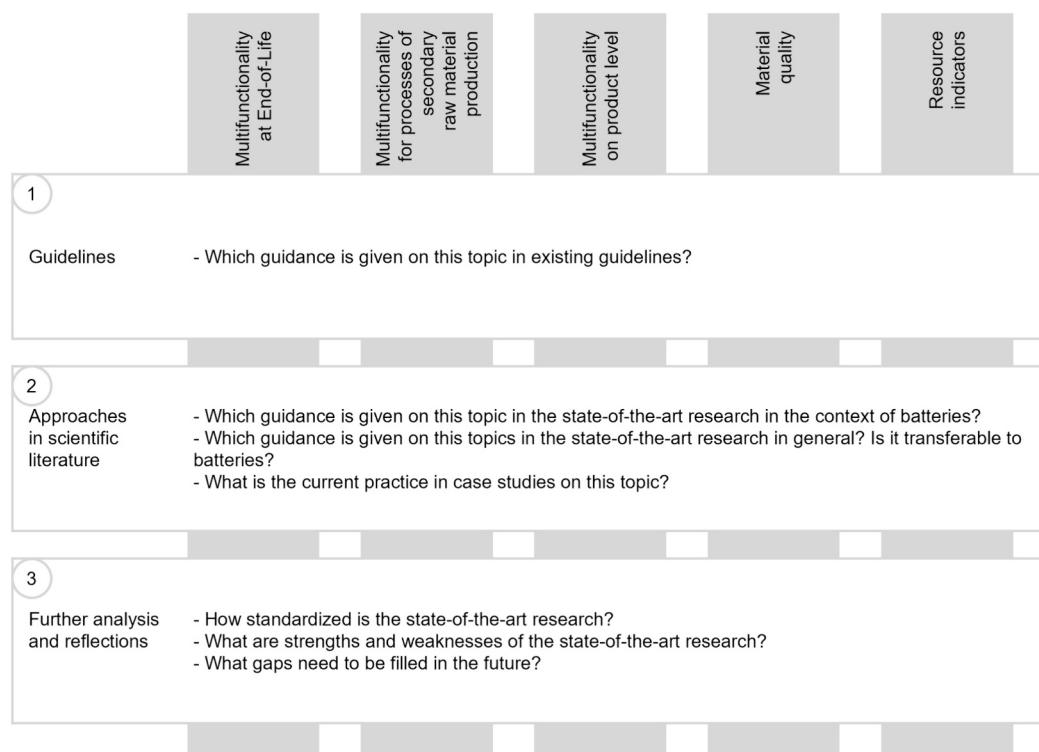 Multifunctionality
at End-of-Life
Multifunctionality
for processes of
secondary
raw material
production
Multifunctionality
on product level
Material
quality
Resource
indicators
1
Guidelines
- Which guidance is given on this topic in existing guidelines?
2
Approaches
in scientific
literature
- Which guidance is given on this topic in the state-of-the-art research in the context of batteries?
- Which guidance is given on this topics in the state-of-the-art research in general? Is it transferable to
batteries?
- What is the current practice in case studies on this topic?
3
Further analysis
and reflections
- How standardized is the state-of-the-art research?
- What are strengths and weaknesses of the state-of-the-art research?
- What gaps need to be filled in the future?